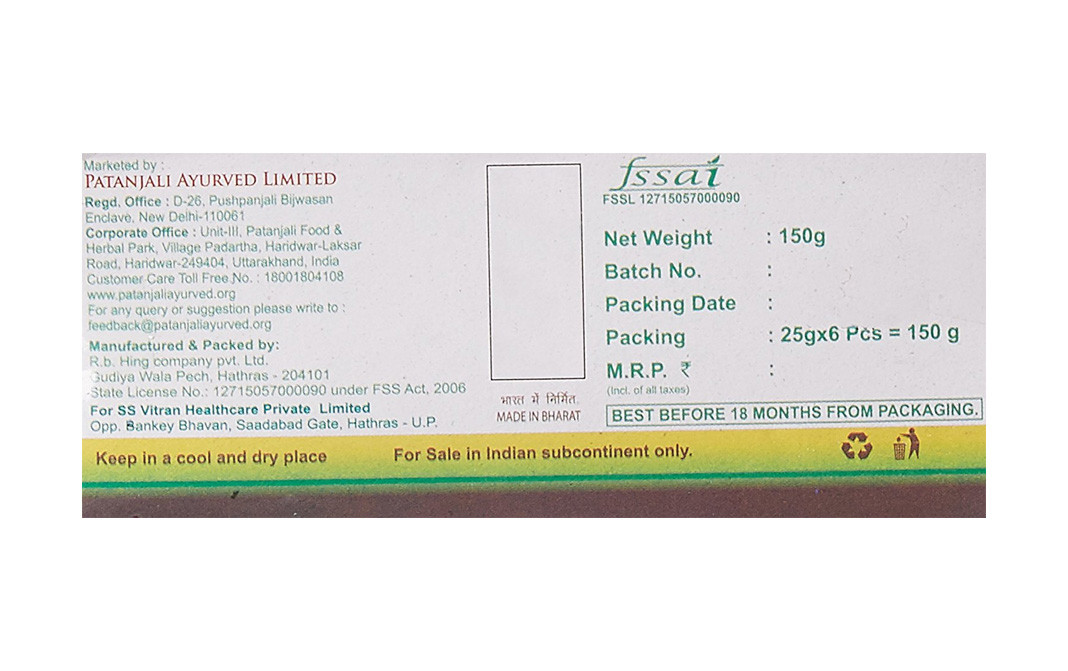 Marketed by :
PATANJALI AYURVED LIMITED
Regd. Office : D-26, Pushpanjali Bijwasan
Enclave, New Delhi-110061
Corporate Office : Unit-III, Patanjali Food &
Herbal Park, Village Padartha, Haridwar-Laksar
Road, Haridwar-249404, Uttarakhand, India
Customer Care Toll Free No. : 18001804108
www.patanjaliayurved.org
For any query or suggestion please write to :
feedback@patanjaliayurved.org
Manufactured & Packed by:
R.b. Hing company pvt. Ltd.
Gudiya Wala Pech, Hathras - 204101
State License No.: 12715057000090 under FSS Act, 2006
For SS Vitran Healthcare Private Limited
Opp. Bankey Bhavan, Saadabad Gate, Hathras - U.P.
भारत में निर्मित.
MADE IN BHARAT
fssai
FSSL 12715057000090
Net Weight : 150g
Batch No. :
Packing Date :
Packing : 25gx6 Pcs = 150 g
M.R.P. ₹ :
(Incl. of all taxes)
BEST BEFORE 18 MONTHS FROM PACKAGING.
Keep in a cool and dry place
For Sale in Indian subcontinent only.